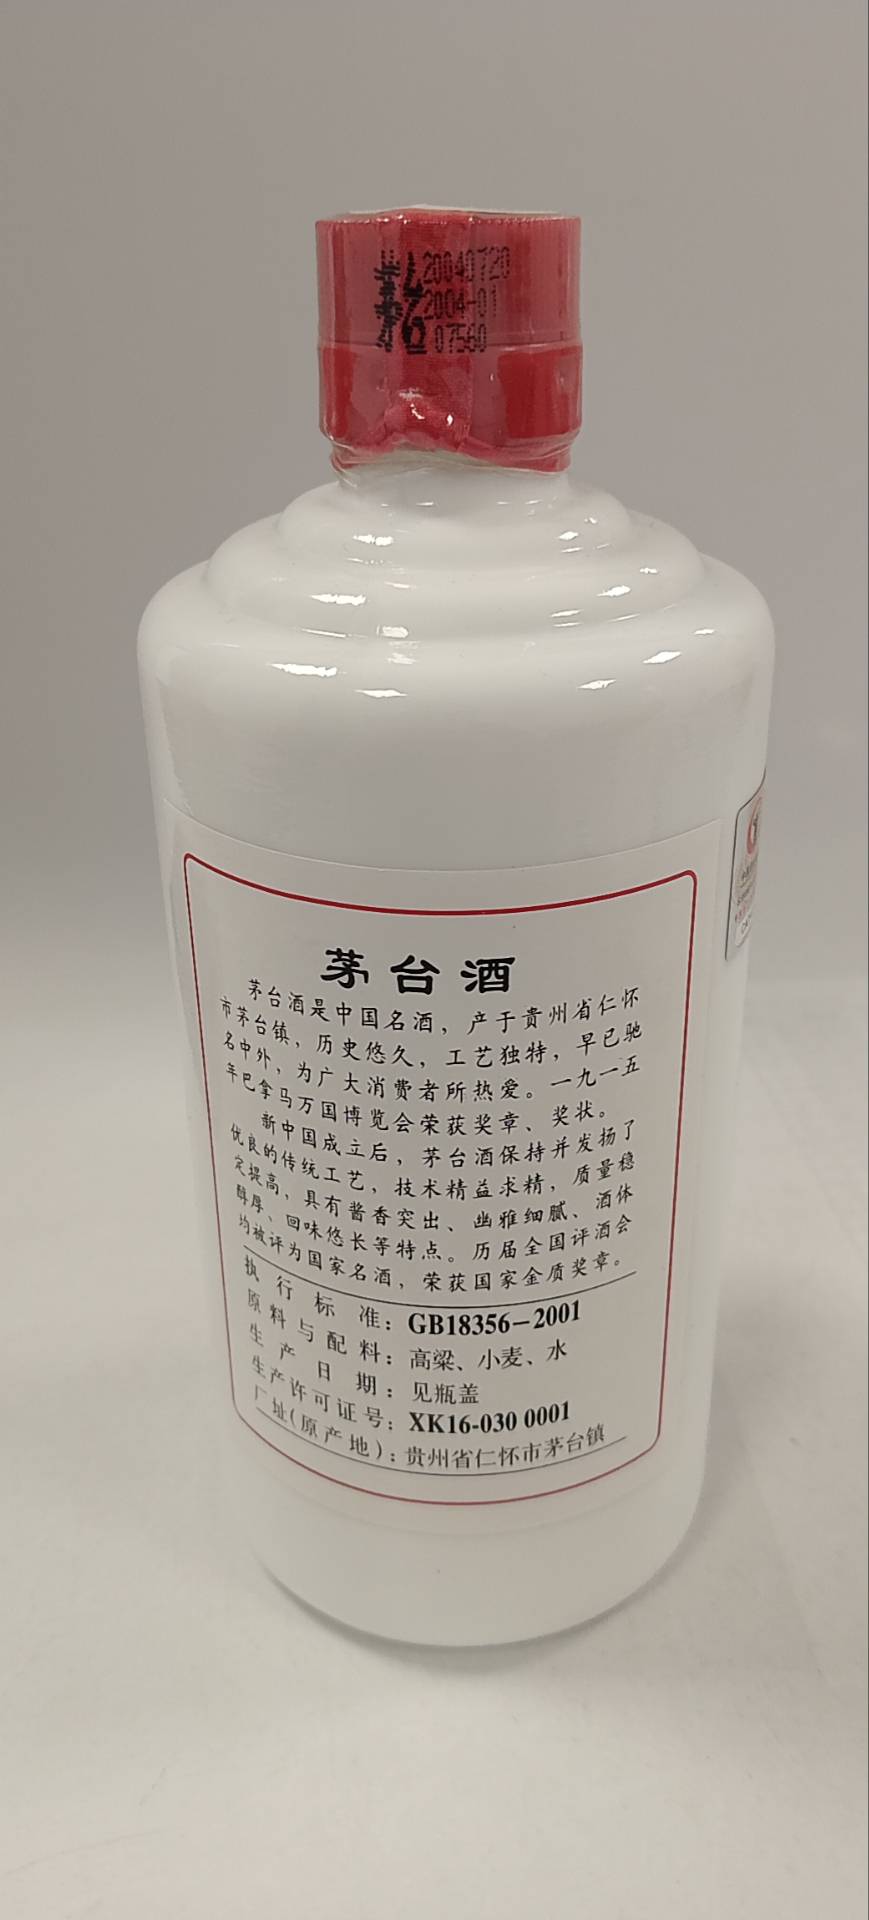 茅台
20040720
2004-01
07560
茅台酒
茅台酒是中国名酒，产于贵州省仁怀
市茅台镇，历史悠久，工艺独特，早已驰
名中外，为广大消费者所热爱。一九一五
年巴拿马万国博览会荣获奖章、奖状。
新中国成立后，茅台酒保持并发扬了
优良的传统工艺，技术精益求精，质量稳
定提高，具有酱香突出、幽雅细腻、酒体
醇厚、回味悠长等特点。历届全国评酒会
均被评为国家名酒，荣获国家金质奖章。
执行标准：GB18356-2001
原料与配料：高粱、小麦、水
生产日期：见瓶盖
生产许可证号：XK16-030 0001
厂址(原产地)：贵州省仁怀市茅台镇